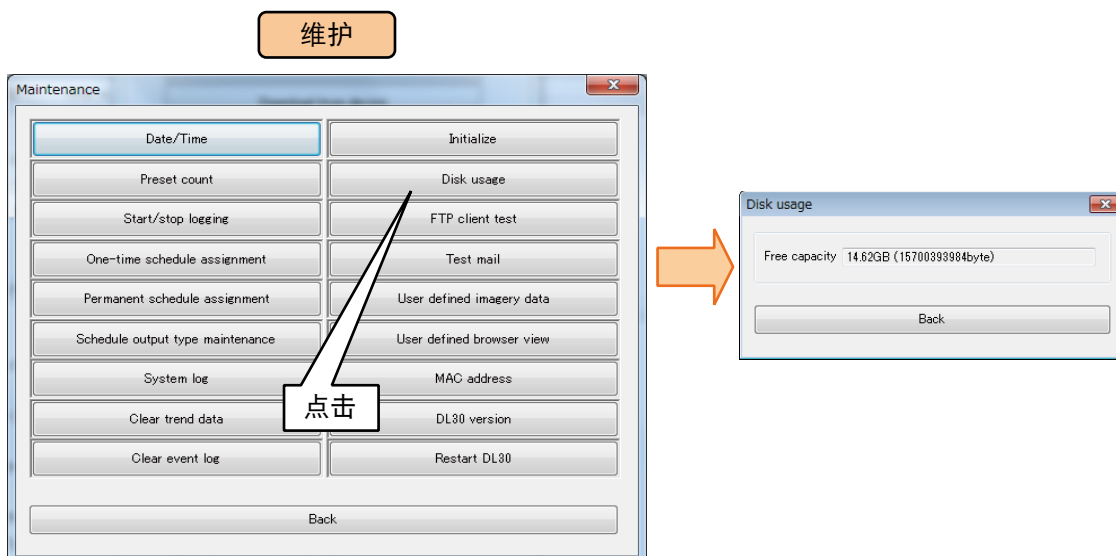 维护
Maintenance
Date/Time
Initialize
Preset count
Disk usage
Start/stop logging
FTP client test
One-time schedule assignment
Test mail
Permanent schedule assignment
User defined imagery data
Schedule output type maintenance
User defined browser view
System log
MAC address
点击
Clear trend data
DL30 version
Clear event log
Restart DL30
Back
Disk usage
Free capacity 14.62GB (15700393984byte)
Back